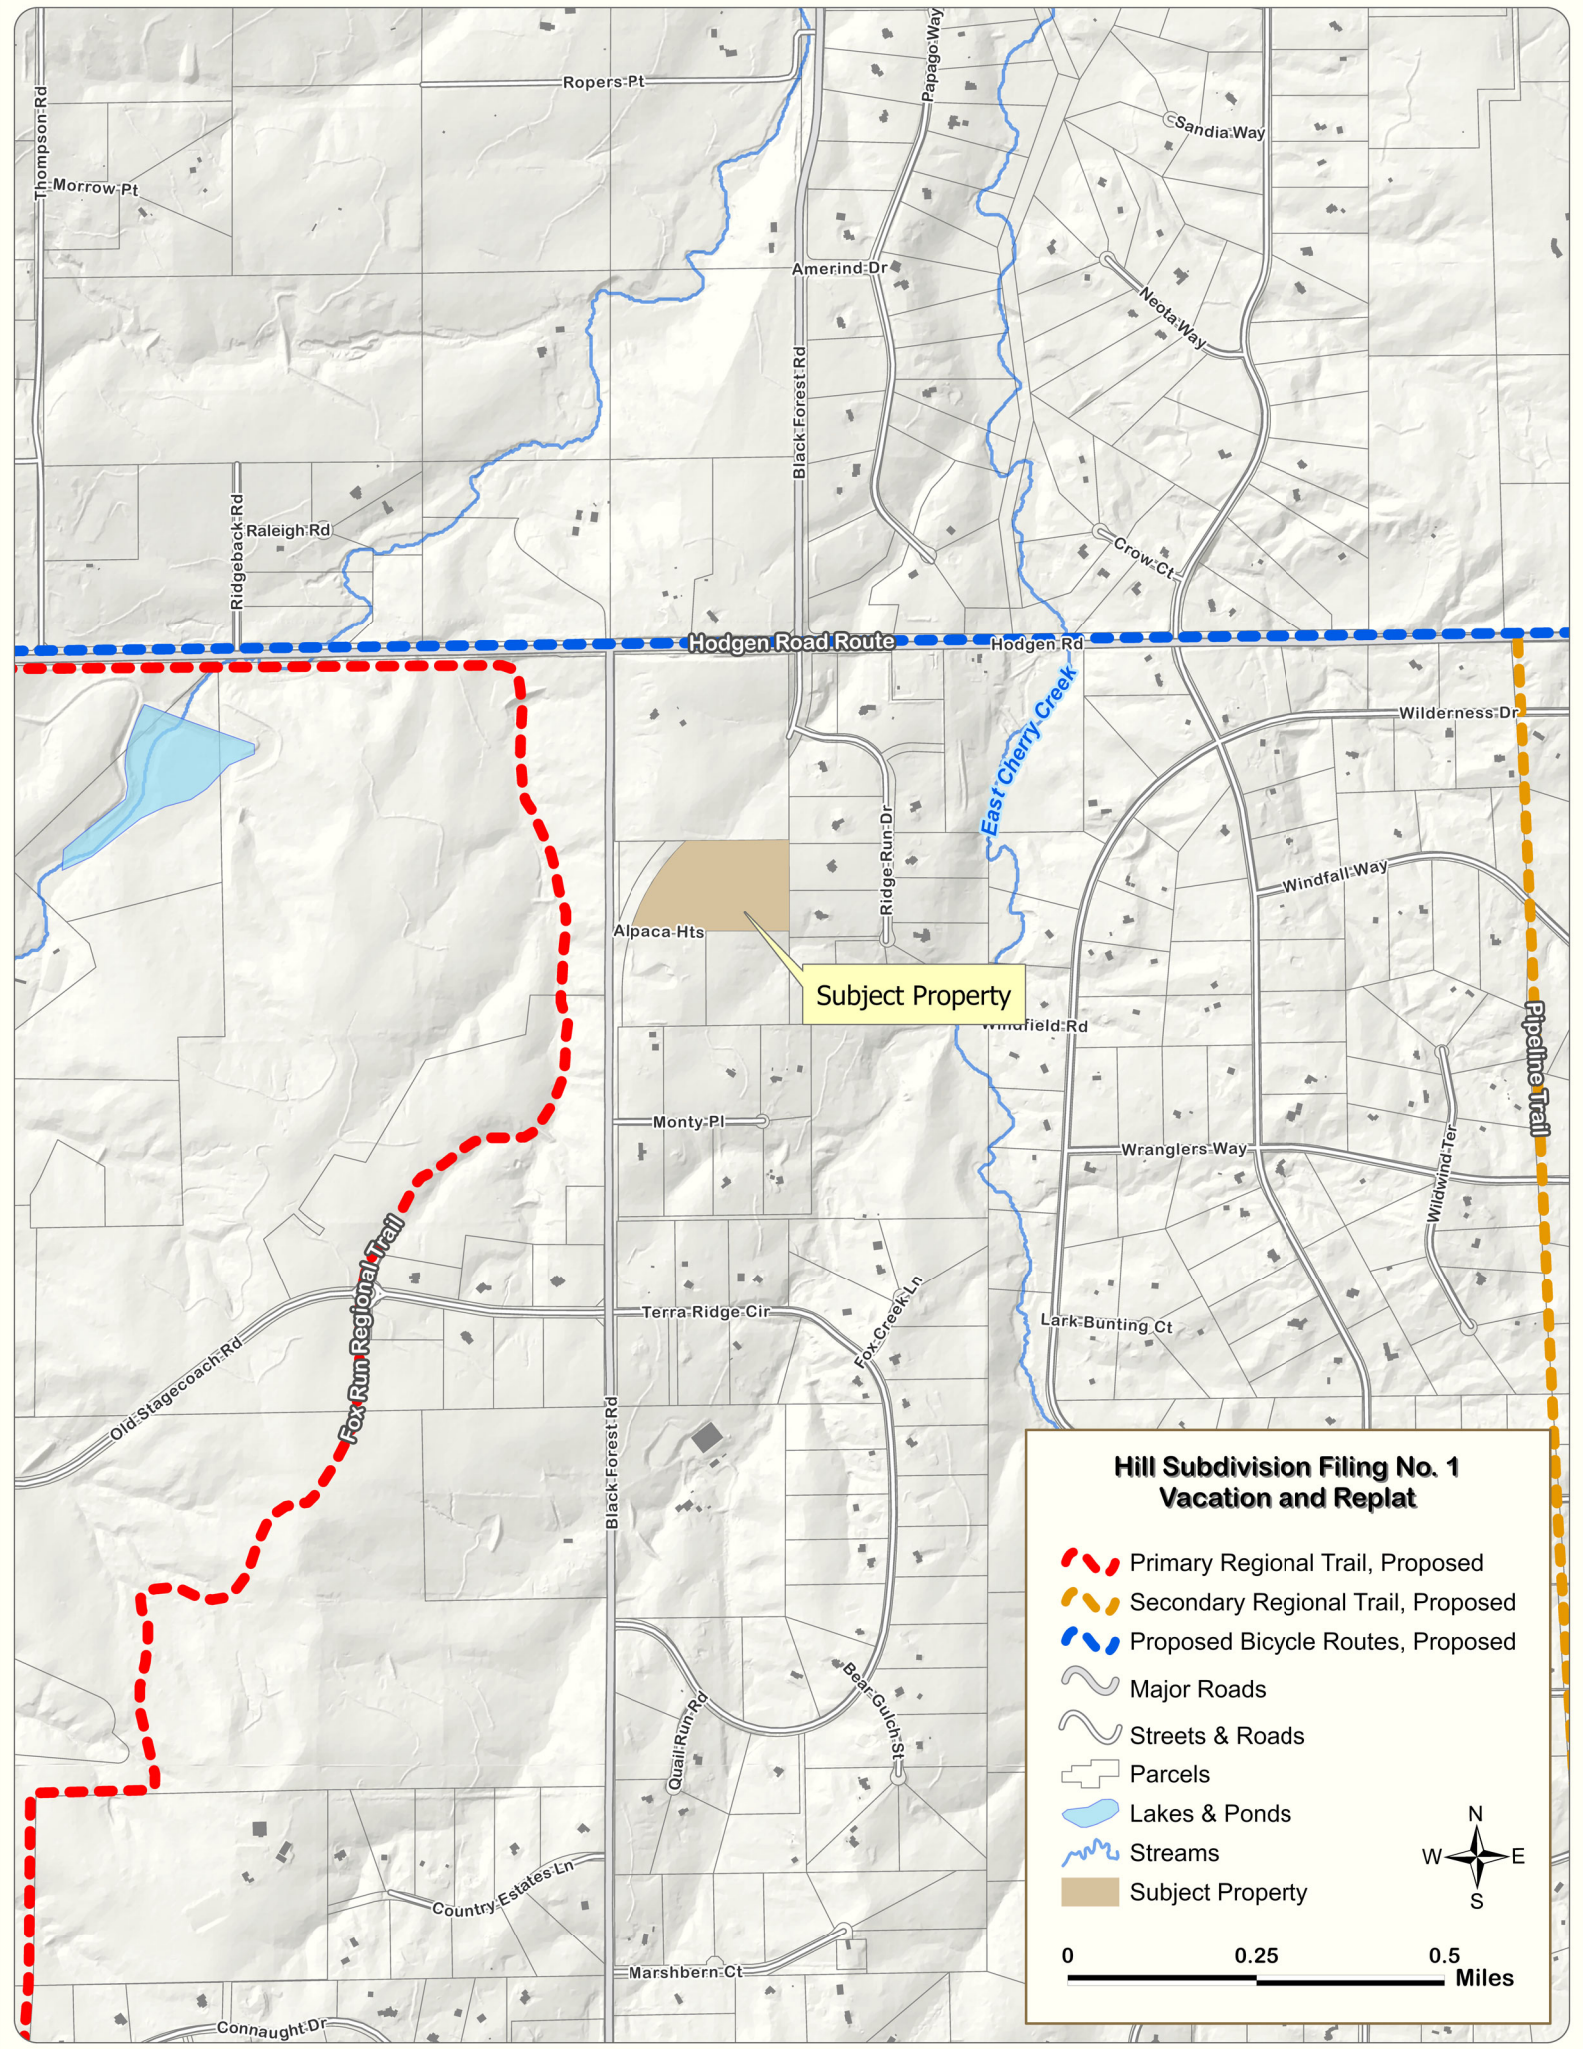 Ropers Pt
Papago Way
Thompson Rd
Sandia Way
Morrow Pt
Amerind Dr
Neota Way
Black Forest Rd
Ridgeback Rd
Raleigh Rd
Crow Ct
Hodgen Road Route
Hodgen Rd
East Cherry Creek
Wilderness Dr
Ridge Run Dr
Windfall Way
Alpaca Hts
Subject Property
Windfield Rd
Pipeline Trail
Monty Pl
Wranglers Way
Wildwind Ter
Fox Run Regional Trail
Terra Ridge Cir
Fox Creek Ln
Lark Bunting Ct
Old Stagecoach Rd
Black Forest Rd
Bear Gulch St
Quail Run Rd
Country Estates Ln
Marshbern Ct
Connaught Dr
Hill Subdivision Filing No. 1
Vacation and Replat
Primary Regional Trail, Proposed
Secondary Regional Trail, Proposed
Proposed Bicycle Routes, Proposed
Major Roads
Streets & Roads
Parcels
Lakes & Ponds
Streams
Subject Property
N
W E
S
0 0.25 0.5
Miles